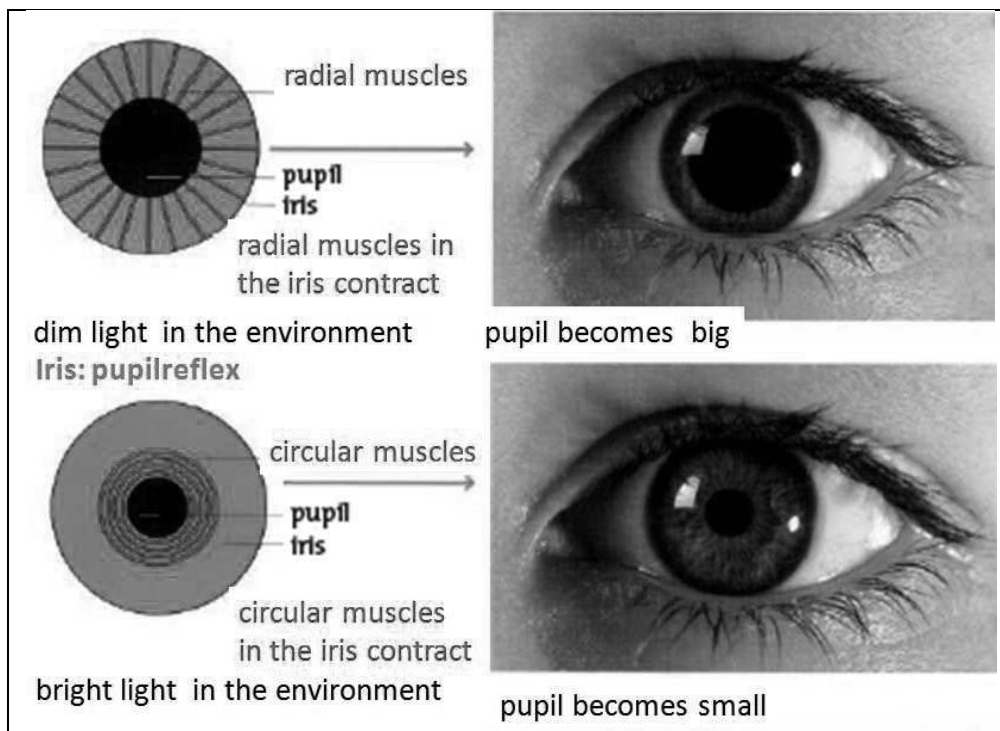 radial muscles
pupil
iris
radial muscles in
the iris contract
dim light in the environment
pupil becomes big
Iris: pupilreflex
circular muscles
pupil
iris
circular muscles
in the iris contract
bright light in the environment
pupil becomes small